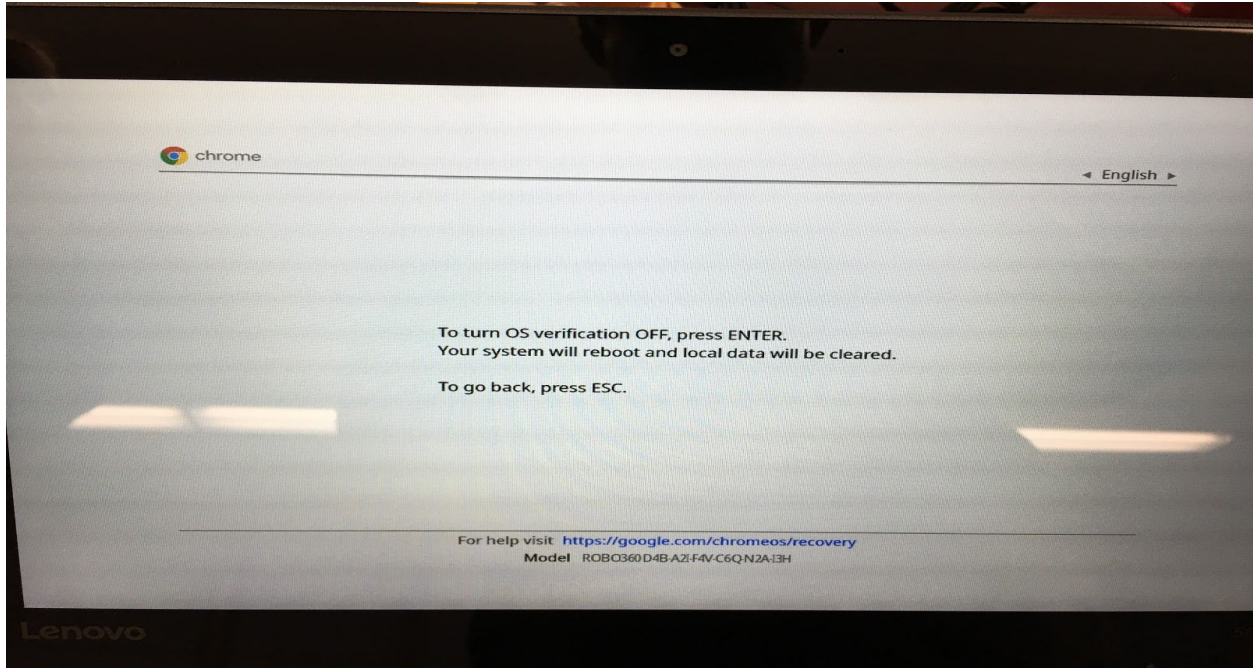 chrome
◄ English ►
To turn OS verification OFF, press ENTER.
Your system will reboot and local data will be cleared.
To go back, press ESC.
For help visit https://google.com/chromeos/recovery
Model ROBO360 D4B-A2I-F4V-C6Q-N2A-I3H
Lenovo